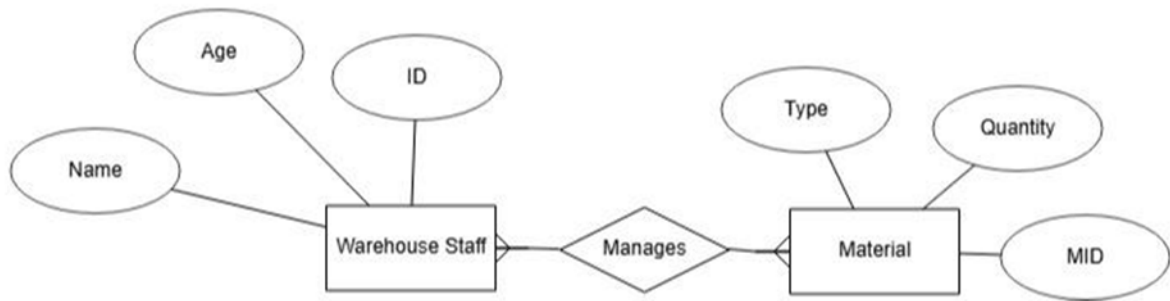 Age
ID
Name
Type
Quantity
Warehouse Staff
Manages
Material
MID